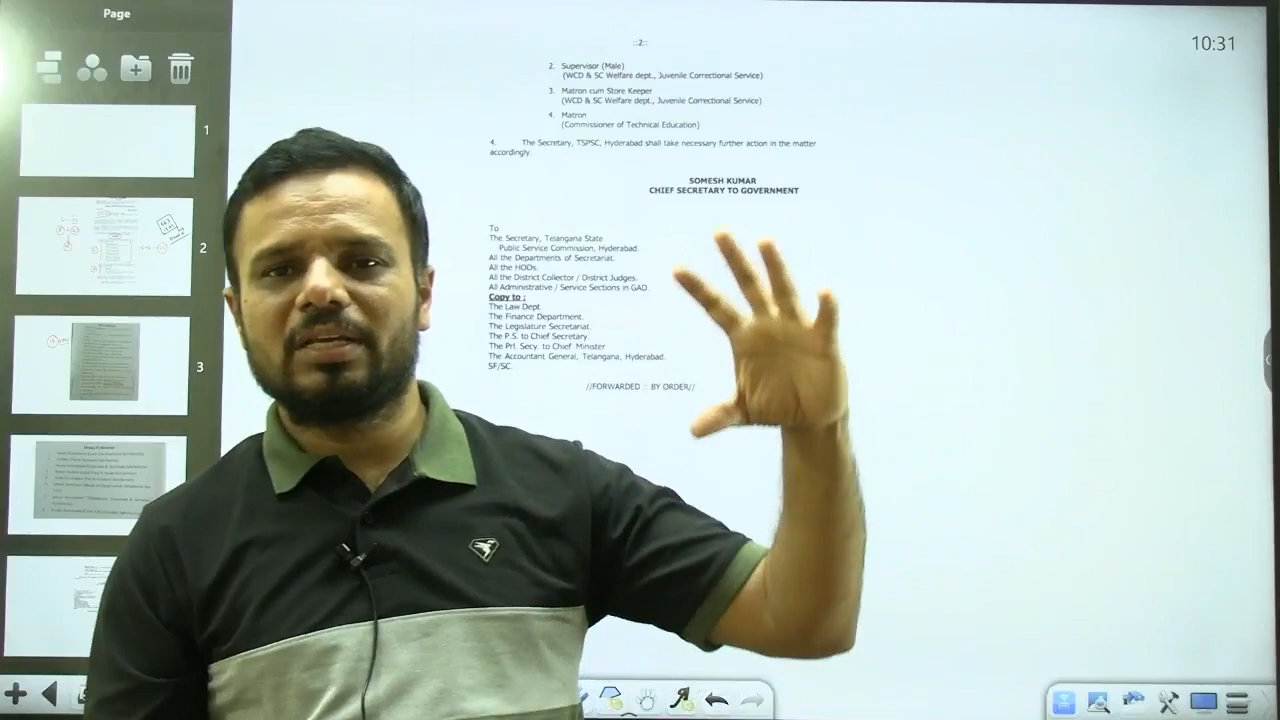 Page
10:31
1
2
3
::2::
2. Supervisor (Male)
(WCD & SC Welfare dept., Juvenile Correctional Service)
3. Matron cum Store Keeper
(WCD & SC Welfare dept., Juvenile Correctional Service)
4. Matron
(Commissioner of Technical Education)
4. The Secretary, TSPSC, Hyderabad shall take necessary further action in the matter
accordingly.
SOMESH KUMAR
CHIEF SECRETARY TO GOVERNMENT
To
The Secretary, Telangana State
Public Service Commission, Hyderabad.
All the Departments of Secretariat.
All the HODs.
All the District Collector / District Judges.
All Administrative / Service Sections in GAD.
Copy to :
The Law Dept.
The Finance Department.
The Legislature Secretariat.
The P.S. to Chief Secretary
The Prl. Secy. to Chief Minister
The Accountant General, Telangana, Hyderabad.
SF/SC.
//FORWARDED :: BY ORDER//